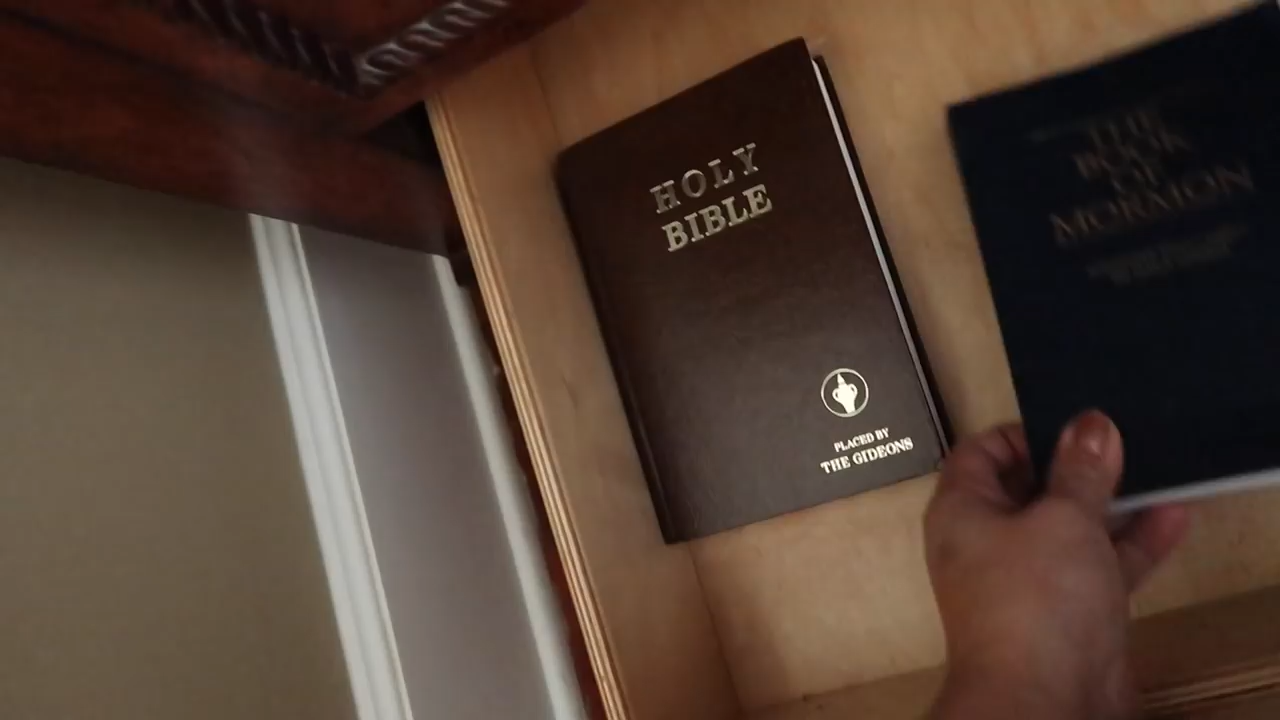 HOLY
BIBLE
PLACED BY
THE GIDEONS
THE
BOOK
OF
MORMON